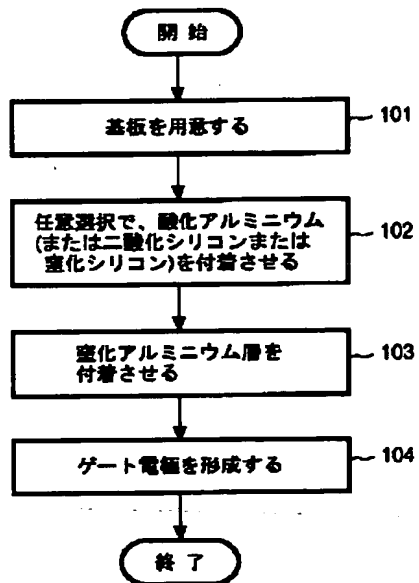 開始
基板を用意する
101
任意選択で、酸化アルミニウム
(または二酸化シリコンまたは
窒化シリコン)を付着させる
102
窒化アルミニウム層を
付着させる
103
ゲート電極を形成する
104
終了